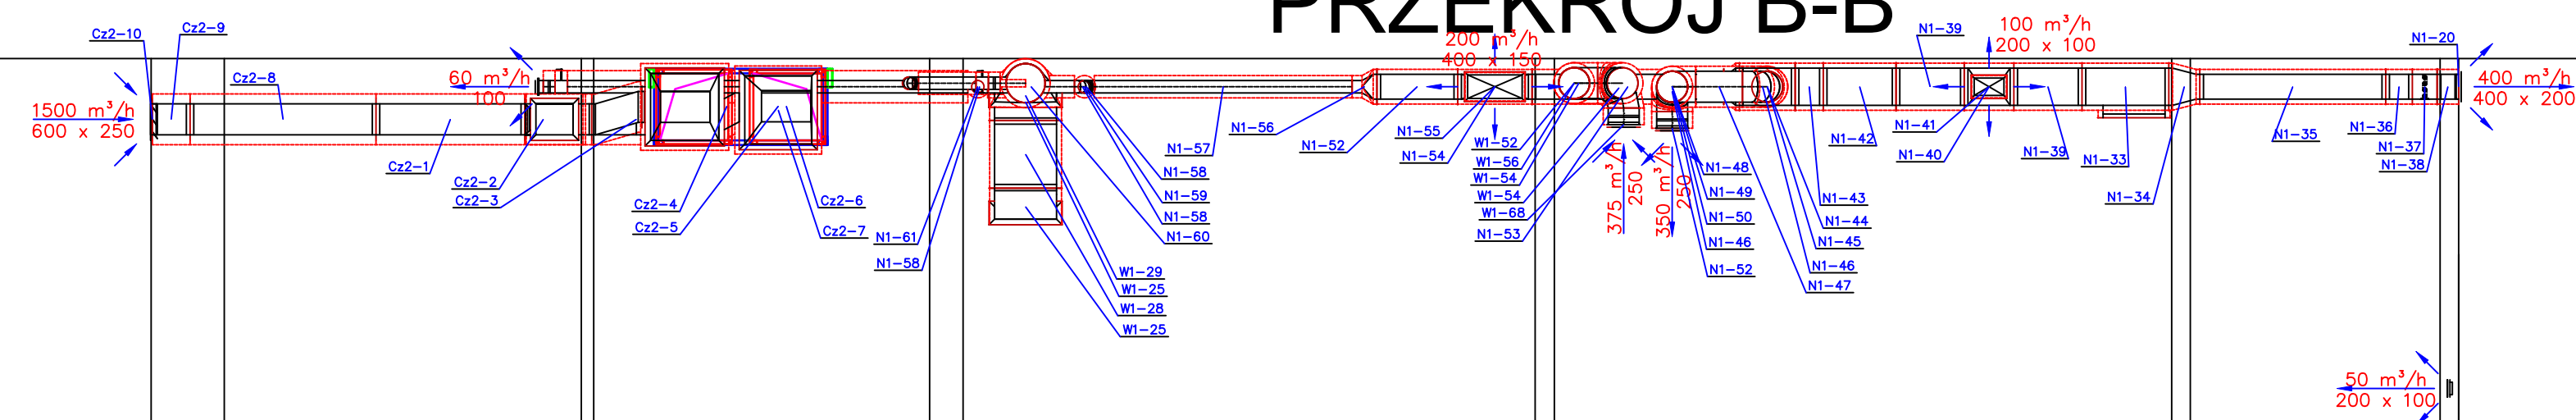 PRZEKRÓJ B-B
Cz2-10
Cz2-9
Cz2-8
1500 m³/h
600 x 250
60 m³/h
100
Cz2-1
Cz2-2
Cz2-3
Cz2-4
Cz2-5
Cz2-6
Cz2-7
N1-61
N1-58
N1-57
N1-58
N1-59
N1-58
N1-60
W1-29
W1-25
W1-28
W1-25
N1-56
N1-52
200 m³/h
400 x 150
N1-55
N1-54
W1-52
W1-56
W1-54
W1-54
W1-68
N1-53
375 m³/h
250
350 m³/h
250
N1-48
N1-49
N1-50
N1-46
N1-52
N1-43
N1-44
N1-45
N1-46
N1-47
N1-39
100 m³/h
200 x 100
N1-42
N1-41
N1-40
N1-39
N1-33
N1-34
N1-35
N1-36
N1-37
N1-38
N1-20
400 m³/h
400 x 200
50 m³/h
200 x 100